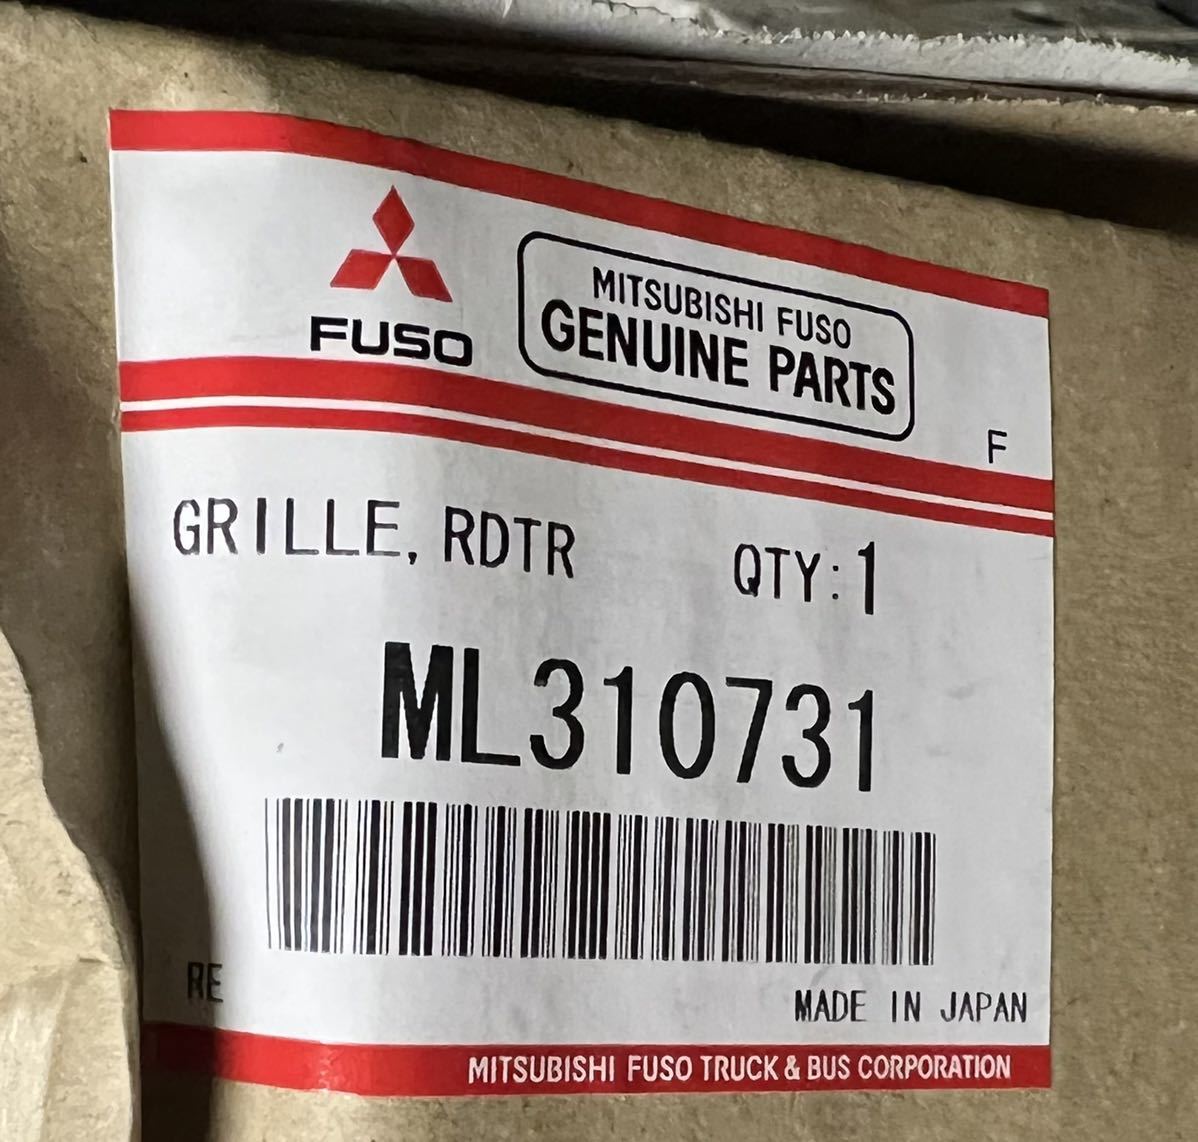 FUSO
MITSUBISHI FUSO
GENUINE PARTS
F
GRILLE, RDTR QTY:1
ML310731
RE
MADE IN JAPAN
MITSUBISHI FUSO TRUCK & BUS CORPORATION